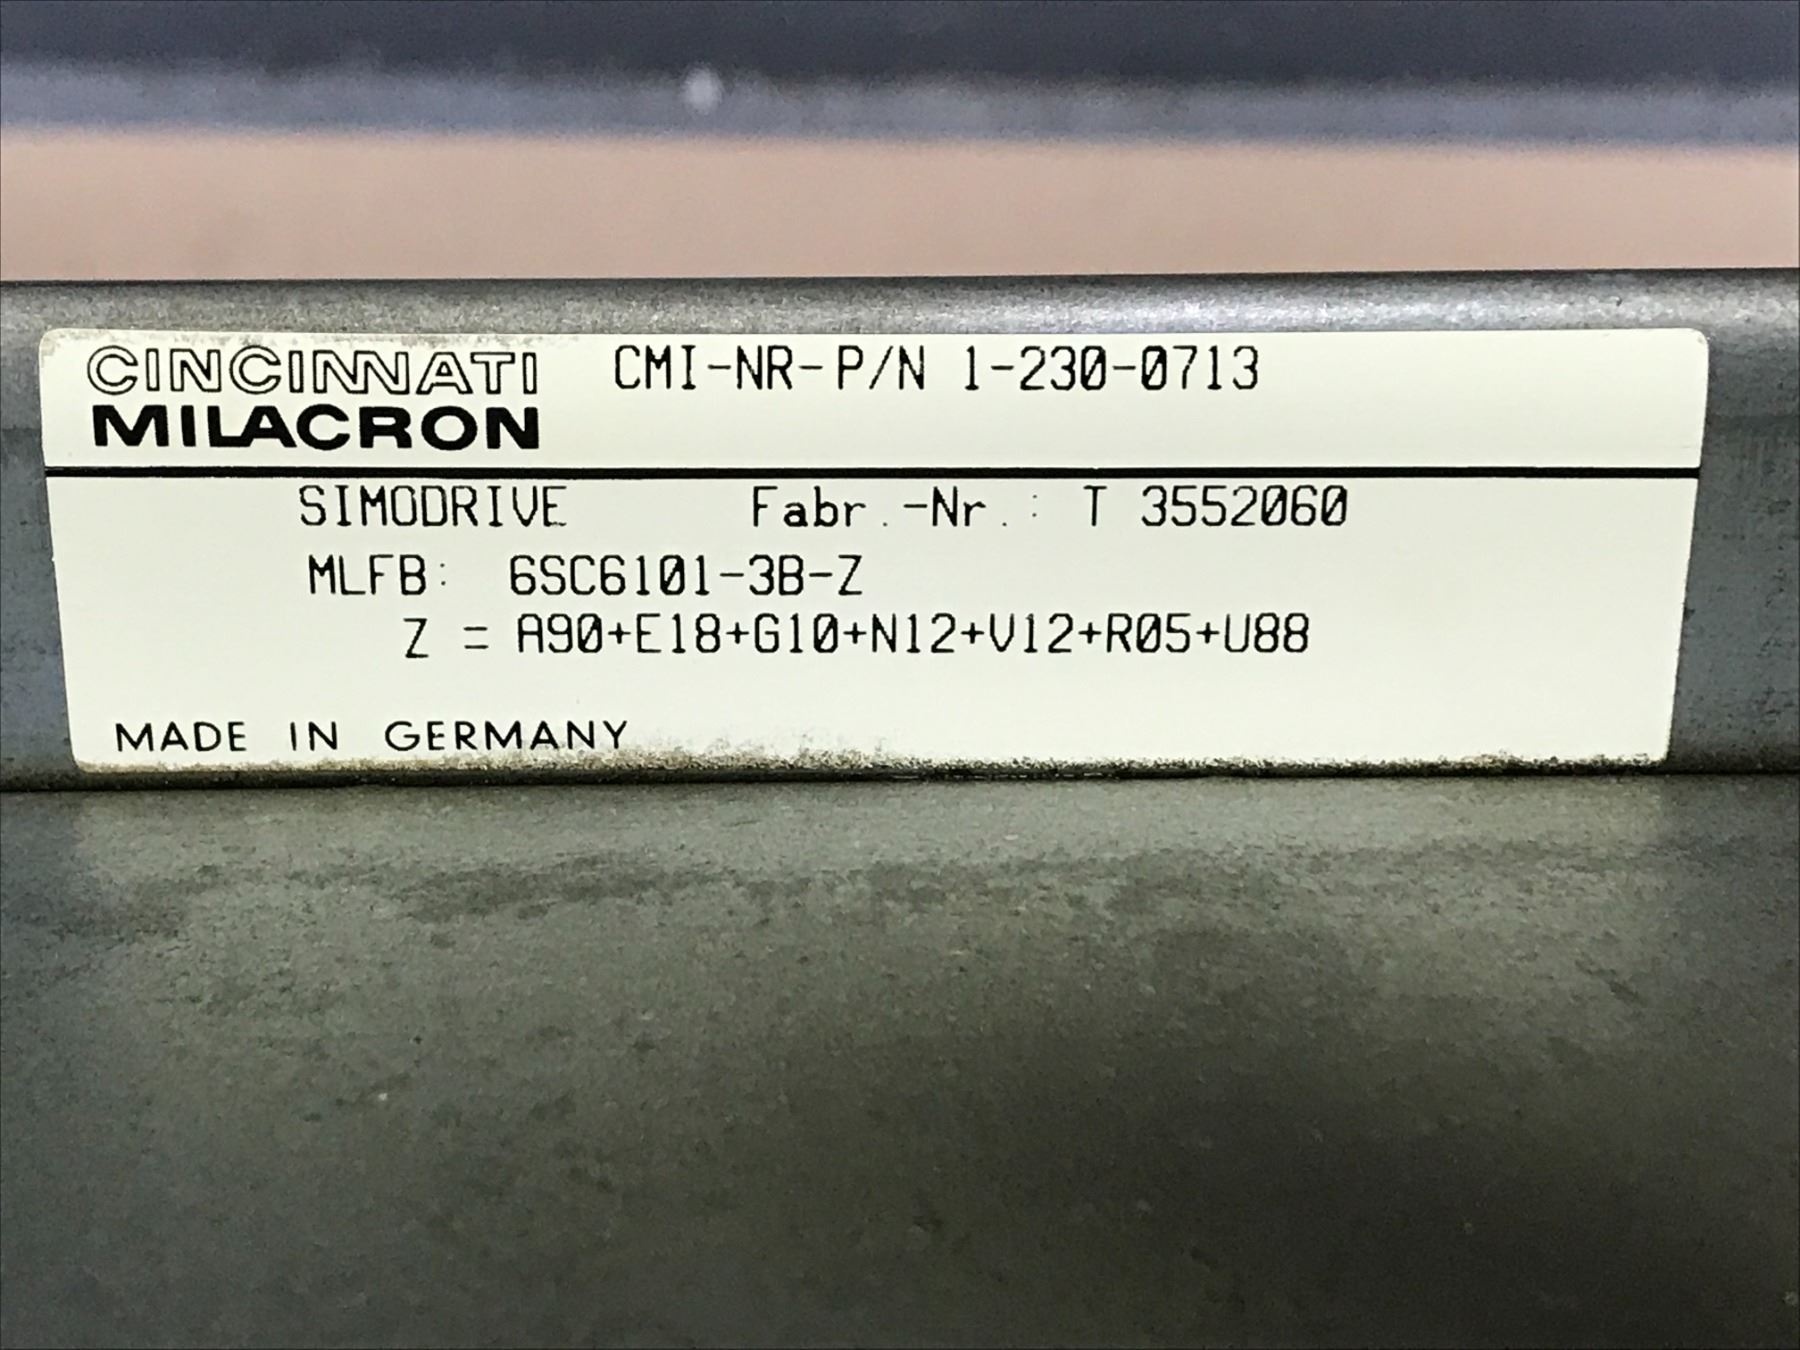 CINCINNATI CMI-NR-P/N 1-230-0713
MILACRON
SIMODRIVE Fabr.-Nr.: T 3552060
MLFB: 6SC6101-3B-Z
Z = A90+E18+G10+N12+V12+R05+U88
MADE IN GERMANY